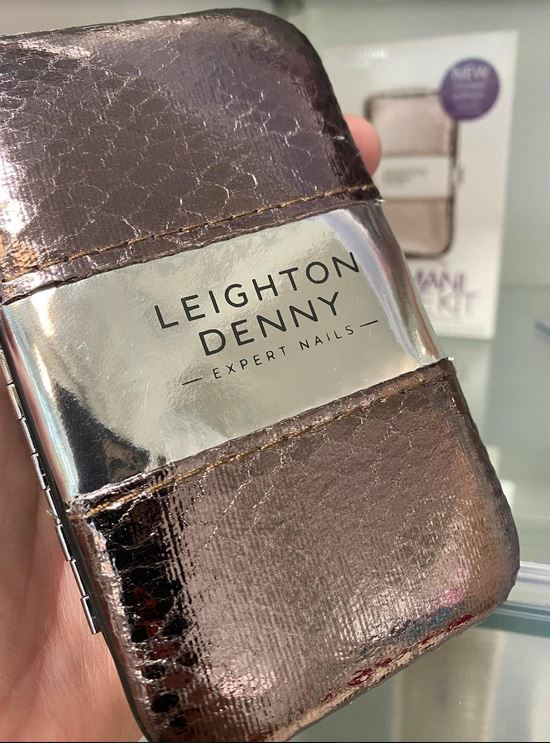 LEIGHTON
DENNY
— EXPERT NAILS —
NEW
MANI
KIT